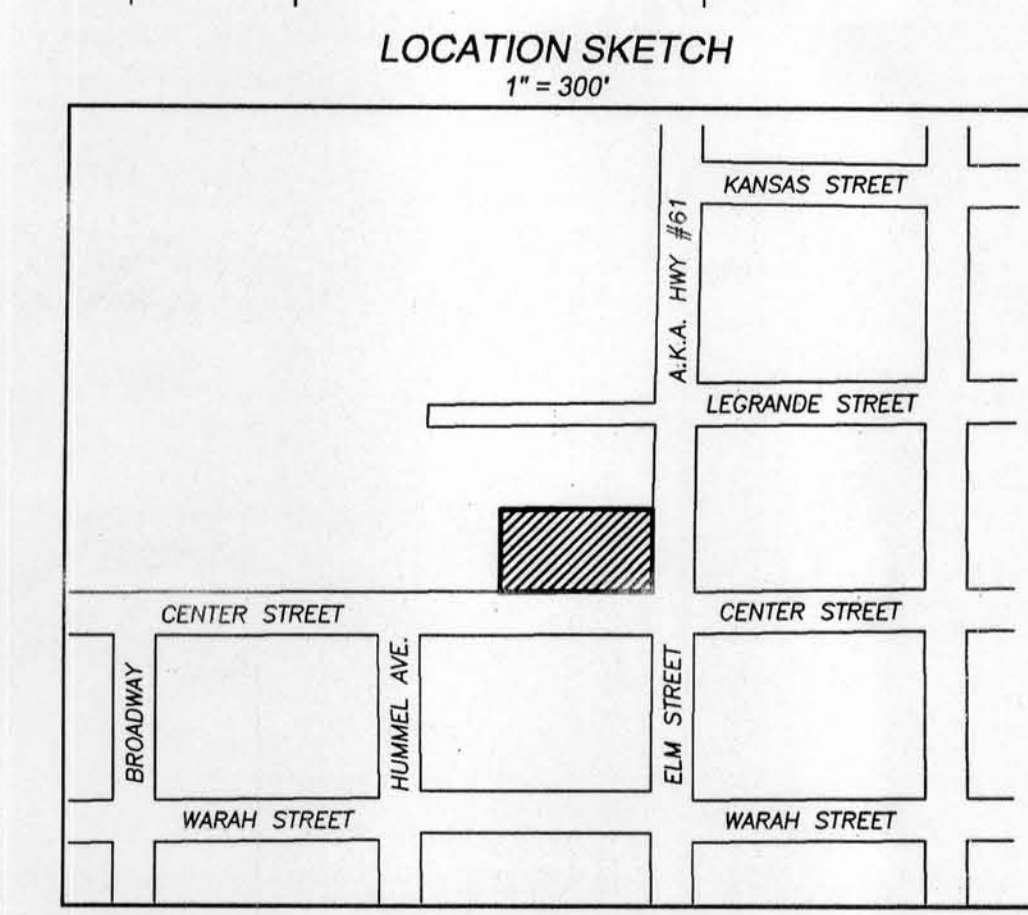 LOCATION SKETCH
1" = 300'
KANSAS STREET
A.K.A. HWY #61
LEGRANDE STREET
CENTER STREET
CENTER STREET
BROADWAY
HUMMEL AVE.
ELM STREET
WARAH STREET
WARAH STREET